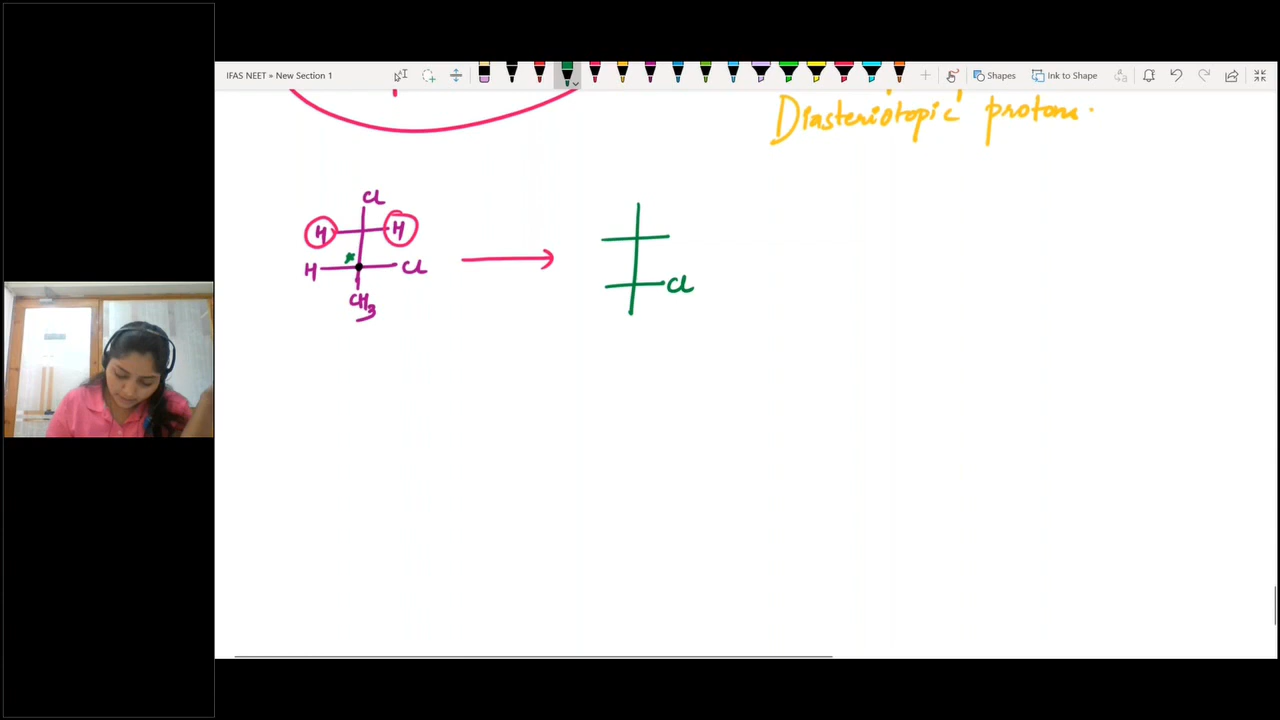 IFAS NEET » New Section 1
Shapes
Ink to Shape
Diasteriotopic protons.
Cl
H H
H Cl
CH3
Cl